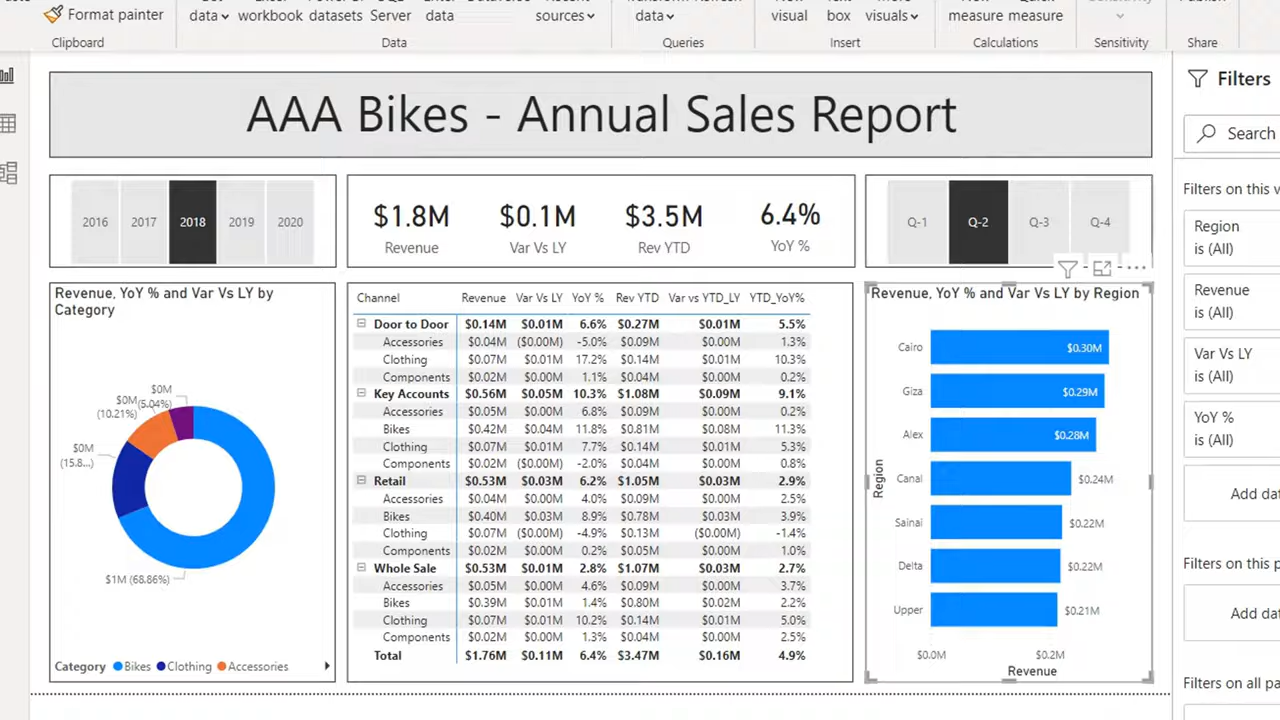 Format painter
data
workbook
datasets
Server
data
sources
data
visual
box
visuals
measure measure
Clipboard
Data
Queries
Insert
Calculations
Sensitivity
Share
AAA Bikes - Annual Sales Report
2016 2017 2018 2019 2020
$1.8M $0.1M $3.5M 6.4%
Revenue Var Vs LY Rev YTD YoY %
Q-1 Q-2 Q-3 Q-4
Revenue, YoY % and Var Vs LY by
Category
$0M
(5.04%)
$0M
(10.21%)
$0M
(15.8...)
$1M (68.86%)
Category Bikes Clothing Accessories
Channel Revenue Var Vs LY YoY % Rev YTD Var vs YTD_LY YTD_YoY%
Door to Door $0.14M $0.01M 6.6% $0.27M $0.01M 5.5%
Accessories $0.04M ($0.00M) -5.0% $0.09M $0.00M 1.3%
Clothing $0.07M $0.01M 17.2% $0.14M $0.01M 10.3%
Components $0.02M $0.00M 1.1% $0.04M $0.00M 0.2%
Key Accounts $0.56M $0.05M 10.3% $1.08M $0.09M 9.1%
Accessories $0.05M $0.00M 6.8% $0.09M $0.00M 0.2%
Bikes $0.42M $0.04M 11.8% $0.81M $0.08M 11.3%
Clothing $0.07M $0.01M 7.7% $0.14M $0.01M 5.3%
Components $0.02M ($0.00M) -2.0% $0.04M $0.00M 0.8%
Retail $0.53M $0.03M 6.2% $1.05M $0.03M 2.9%
Accessories $0.04M $0.00M 4.0% $0.09M $0.00M 2.5%
Bikes $0.40M $0.03M 8.9% $0.78M $0.03M 3.9%
Clothing $0.07M ($0.00M) -4.9% $0.13M ($0.00M) -1.4%
Components $0.02M $0.00M 0.2% $0.05M $0.00M 1.0%
Whole Sale $0.53M $0.01M 2.8% $1.07M $0.03M 2.7%
Accessories $0.05M $0.00M 4.6% $0.09M $0.00M 3.7%
Bikes $0.39M $0.01M 1.4% $0.80M $0.02M 2.2%
Clothing $0.07M $0.01M 10.2% $0.14M $0.01M 5.0%
Components $0.02M $0.00M 1.3% $0.04M $0.00M 2.5%
Total $1.76M $0.11M 6.4% $3.47M $0.16M 4.9%
Revenue, YoY % and Var Vs LY by Region
Region
Cairo $0.30M
Giza $0.29M
Alex $0.28M
Canal $0.24M
Sainai $0.22M
Delta $0.22M
Upper $0.21M
$0.0M $0.2M
Revenue
Filters
Search
Filters on this v
Region
is (All)
Revenue
is (All)
Var Vs LY
is (All)
YoY %
is (All)
Add dat
Filters on this p
Add dat
Filters on all pa